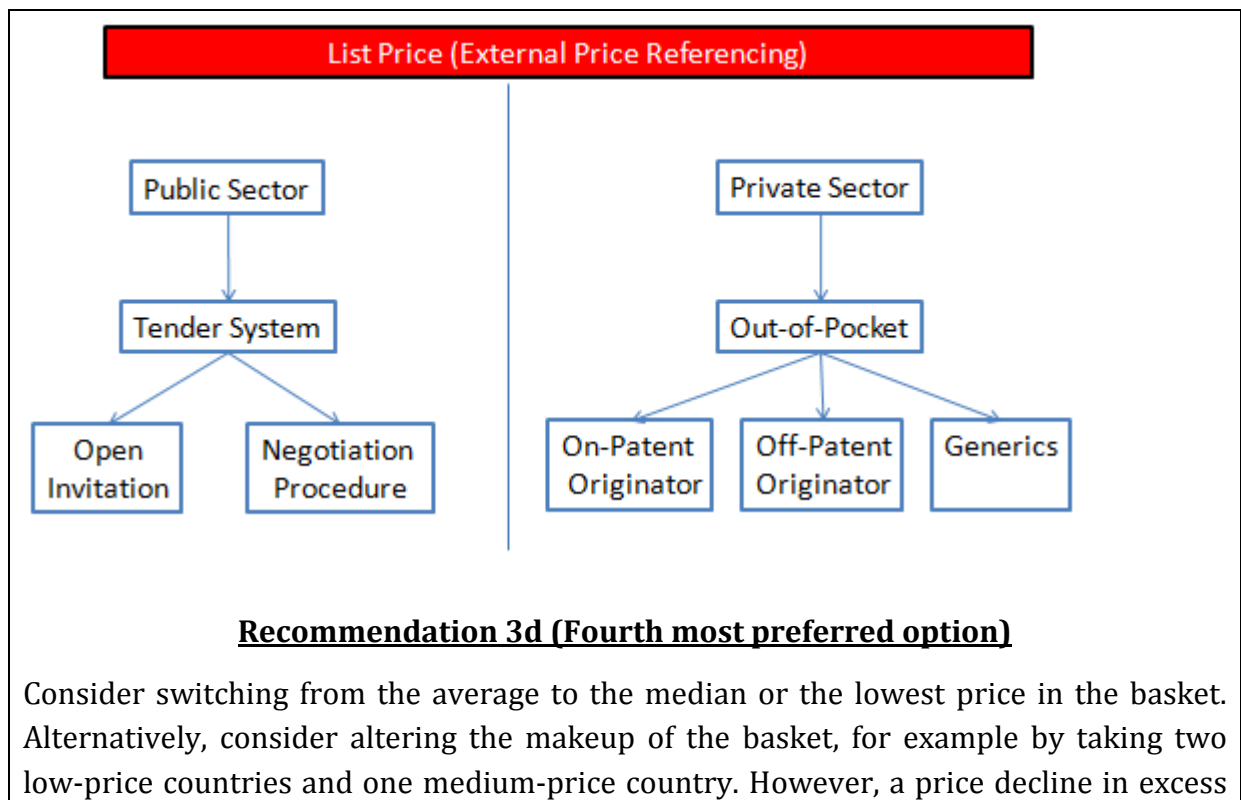 List Price (External Price Referencing)
Public Sector
Private Sector
Tender System
Out-of-Pocket
Open
Invitation
Negotiation
Procedure
On-Patent
Originator
Off-Patent
Originator
Generics
Recommendation 3d (Fourth most preferred option)
Consider switching from the average to the median or the lowest price in the basket.
Alternatively, consider altering the makeup of the basket, for example by taking two
low-price countries and one medium-price country. However, a price decline in excess